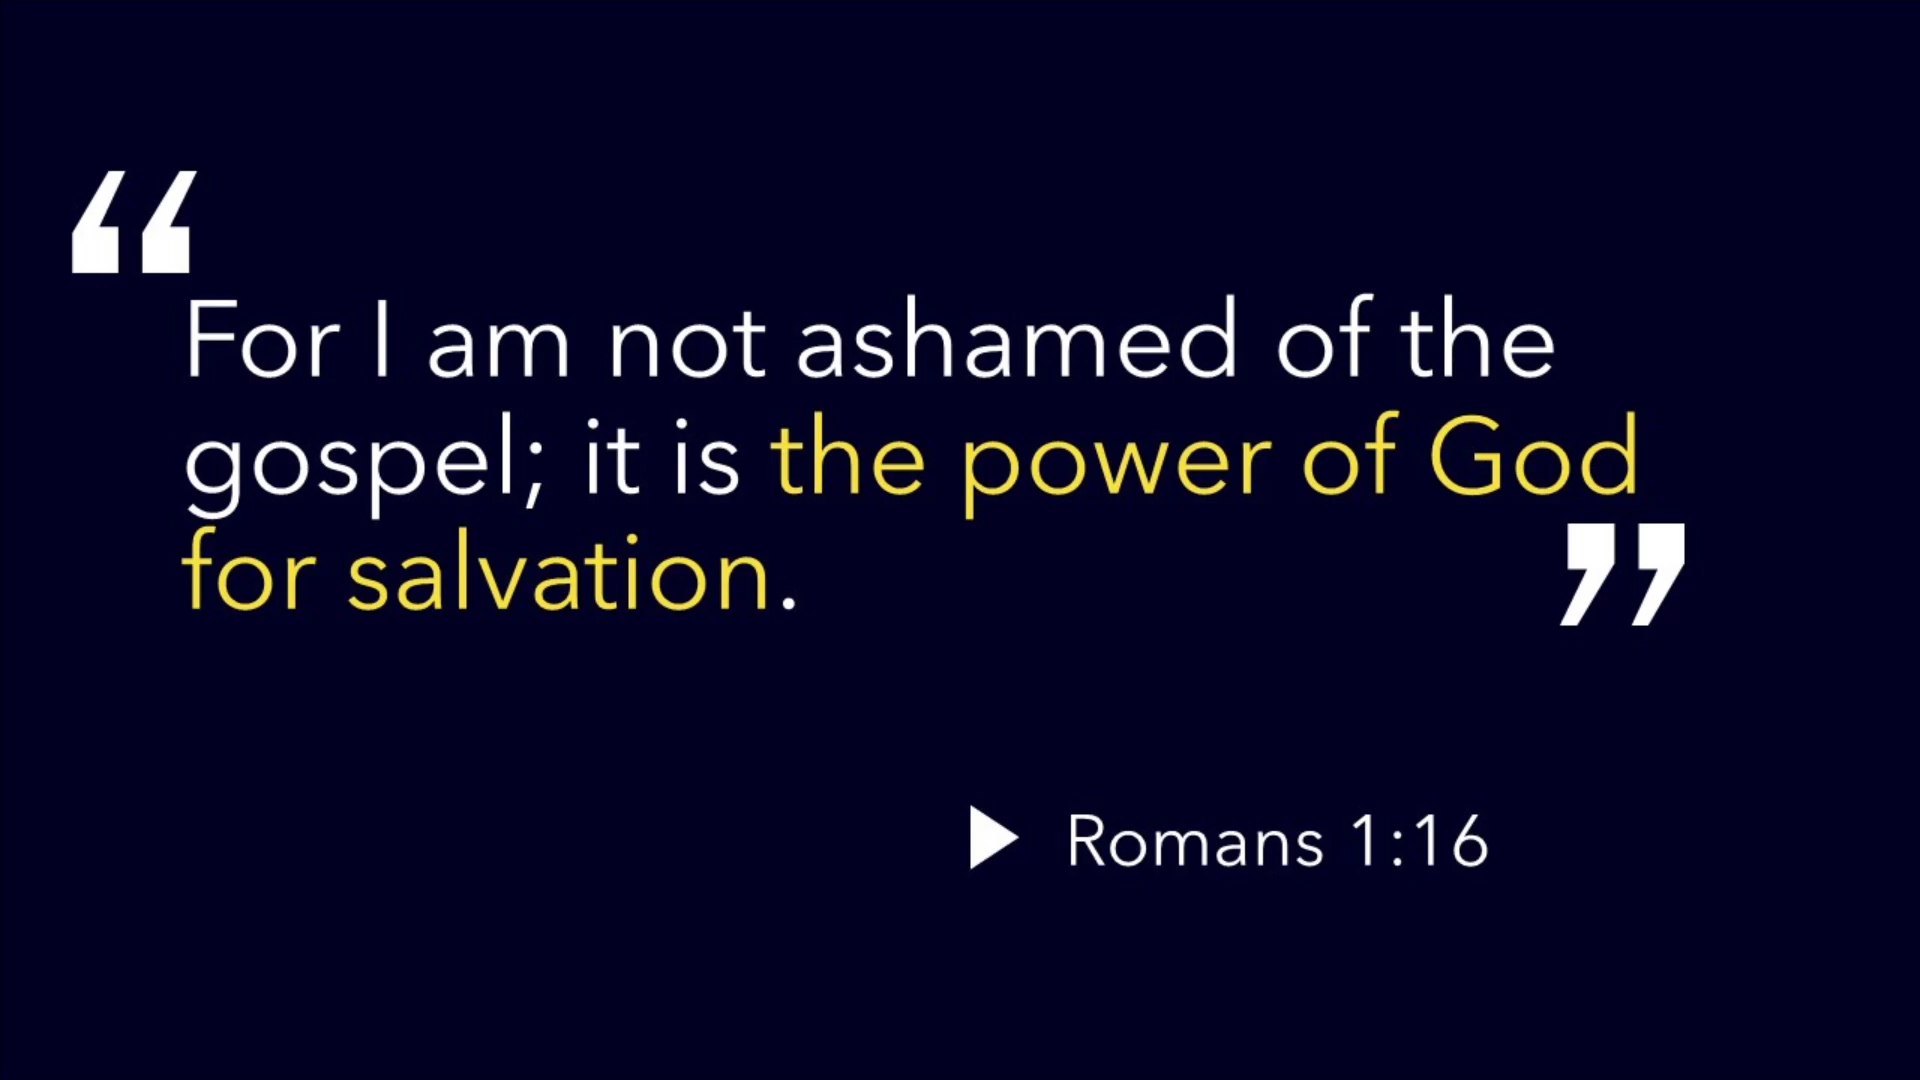 “For I am not ashamed of the
gospel; it is the power of God
for salvation.”
Romans 1:16